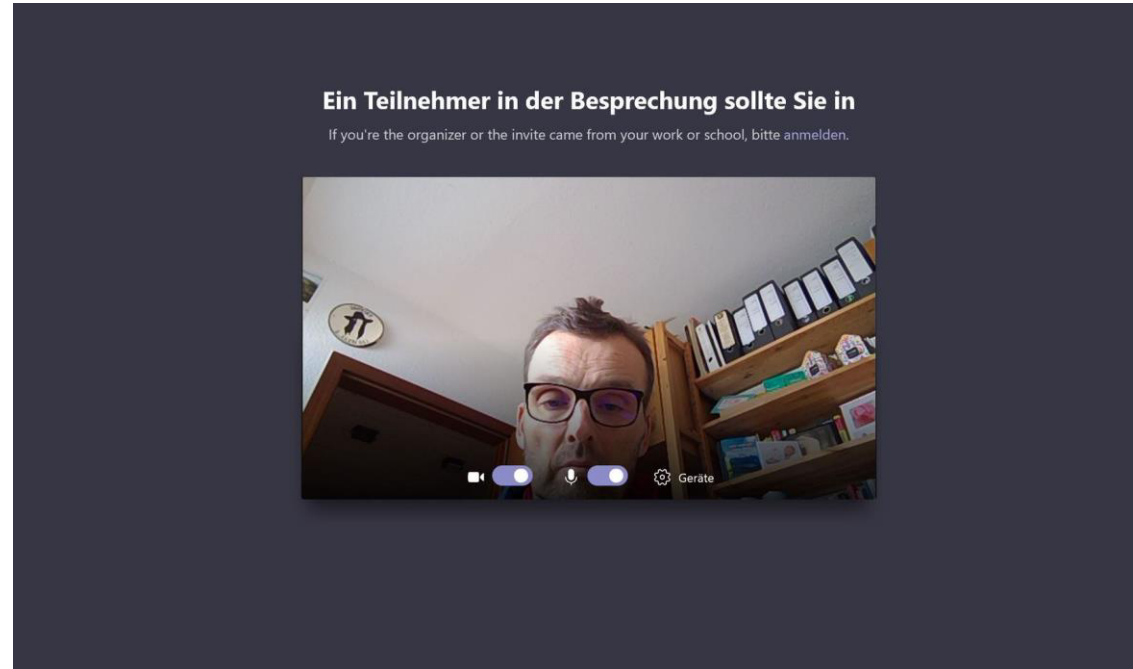 Ein Teilnehmer in der Besprechung sollte Sie in
If you're the organizer or the invite came from your work or school, bitte anmelden.
Geräte